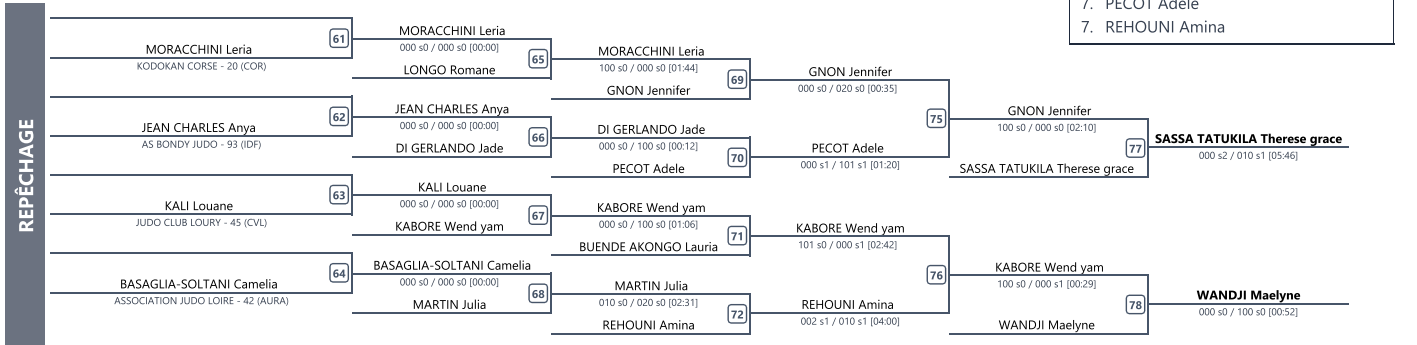 7. PECOT Adele
7. REHOUNI Amina
REPÊCHAGE
61
MORACCHINI Leria
KODOKAN CORSE - 20 (COR)
62
JEAN CHARLES Anya
AS BONDY JUDO - 93 (IDF)
63
KALI Louane
JUDO CLUB LOURY - 45 (CVL)
64
BASAGLIA-SOLTANI Camelia
ASSOCIATION JUDO LOIRE - 42 (AURA)
MORACCHINI Leria
000 s0 / 000 s0 [00:00]
65
LONGO Romane
JEAN CHARLES Anya
000 s0 / 000 s0 [00:00]
66
DI GERLANDO Jade
KALI Louane
000 s0 / 000 s0 [00:00]
67
KABORE Wend yam
BASAGLIA-SOLTANI Camelia
000 s0 / 000 s0 [00:00]
68
MARTIN Julia
MORACCHINI Leria
100 s0 / 000 s0 [01:44]
69
GNON Jennifer
DI GERLANDO Jade
000 s0 / 100 s0 [00:12]
70
PECOT Adele
KABORE Wend yam
000 s0 / 100 s0 [01:06]
71
BUENDE AKONGO Lauria
MARTIN Julia
010 s0 / 020 s0 [02:31]
72
REHOUNI Amina
GNON Jennifer
000 s0 / 020 s0 [00:35]
75
PECOT Adele
000 s1 / 101 s1 [01:20]
KABORE Wend yam
101 s0 / 000 s1 [02:42]
76
REHOUNI Amina
002 s1 / 010 s1 [04:00]
GNON Jennifer
100 s0 / 000 s0 [02:10]
77
SASSA TATUKILA Therese grace
KABORE Wend yam
100 s0 / 000 s1 [00:29]
78
WANDJI Maelyne
SASSA TATUKILA Therese grace
000 s2 / 010 s1 [05:46]
WANDJI Maelyne
000 s0 / 100 s0 [00:52]